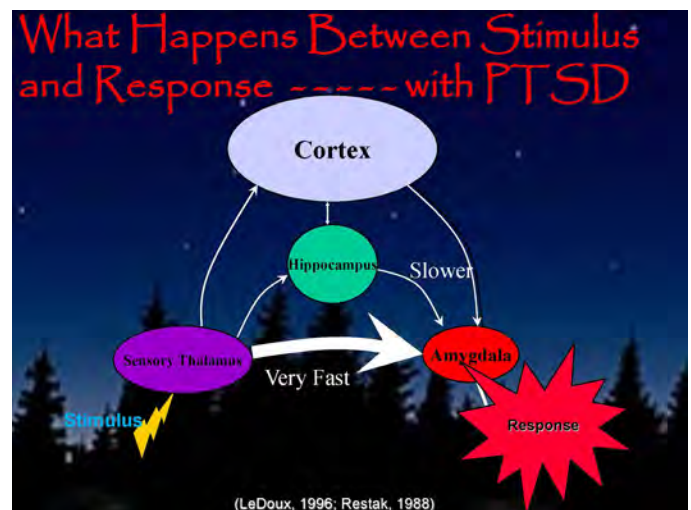 What Happens Between Stimulus
and Response ----- with PTSD
Cortex
Hippocampus
Slower
Sensory Thalamus
Very Fast
Amygdala
Stimulus
Response
(LeDoux, 1996; Restak, 1988)